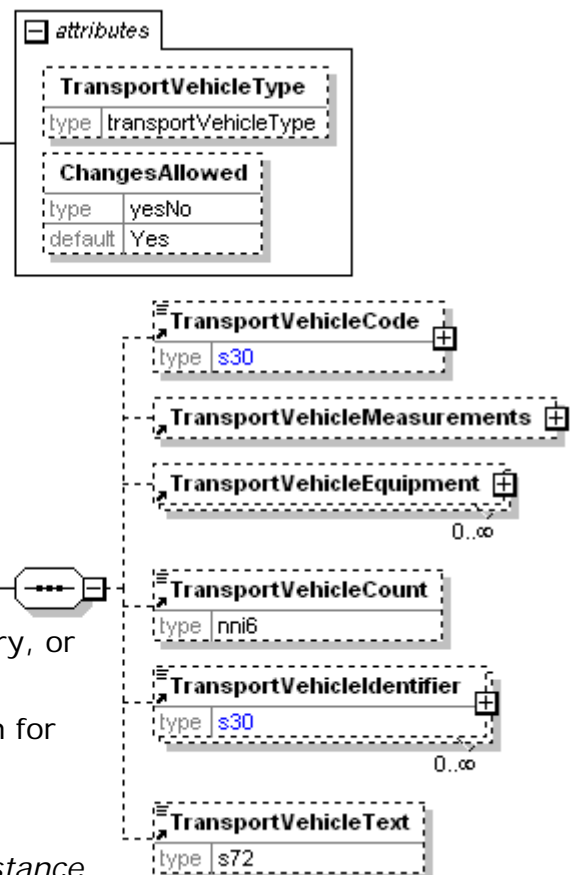 attributes
TransportVehicleType
type transportVehicleType
ChangesAllowed
type yesNo
default Yes
TransportVehicleCode
type s30
TransportVehicleMeasurements
TransportVehicleEquipment
0..∞
TransportVehicleCount
type nni6
ry, or
TransportVehicleIdentifier
type s30
n for
0..∞
TransportVehicleText
type s72
stance